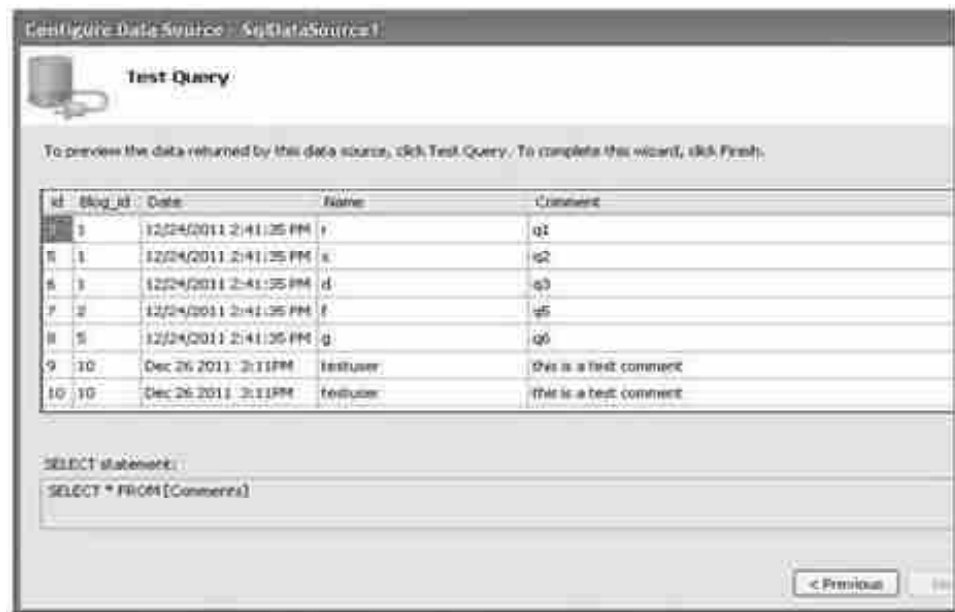 Configure Data Source - SqlDataSource1
Test Query
To preview the data returned by this data source, click Test Query. To complete this wizard, click Finish.
id Blog_id Date Name Comment
1 12/24/2011 2:41:35 PM r q1
5 1 12/24/2011 2:41:35 PM s q2
6 1 12/24/2011 2:41:35 PM d q3
7 2 12/24/2011 2:41:35 PM f q5
8 5 12/24/2011 2:41:35 PM g q6
9 10 Dec 26 2011 3:11PM testuser this is a test comment
10 10 Dec 26 2011 3:11PM testuser this is a test comment
SELECT statement:
SELECT * FROM [Comments]
< Previous